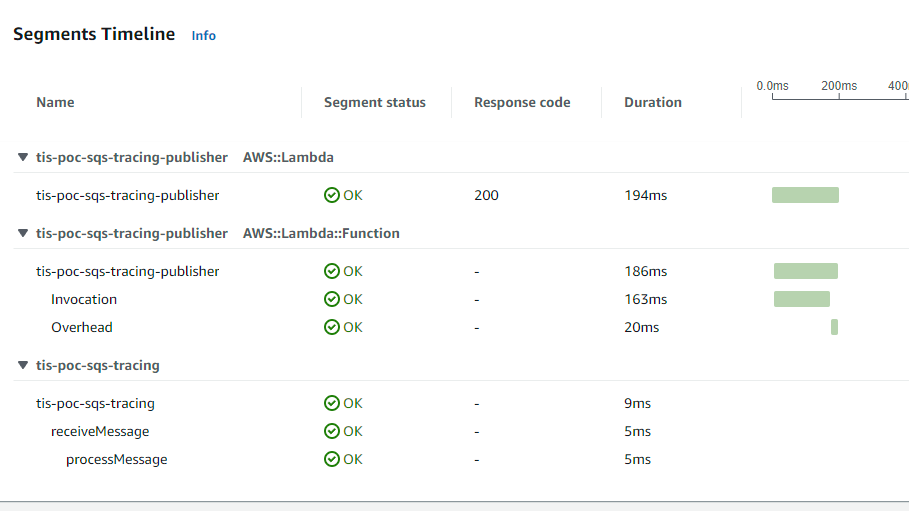 Segments Timeline Info
0.0ms 200ms
Name Segment status Response code Duration
tis-poc-sqs-tracing-publisher AWS::Lambda
tis-poc-sqs-tracing-publisher OK 200 194ms
tis-poc-sqs-tracing-publisher AWS::Lambda::Function
tis-poc-sqs-tracing-publisher OK - 186ms
Invocation OK - 163ms
Overhead OK - 20ms
tis-poc-sqs-tracing
tis-poc-sqs-tracing OK - 9ms
receiveMessage OK - 5ms
processMessage OK - 5ms